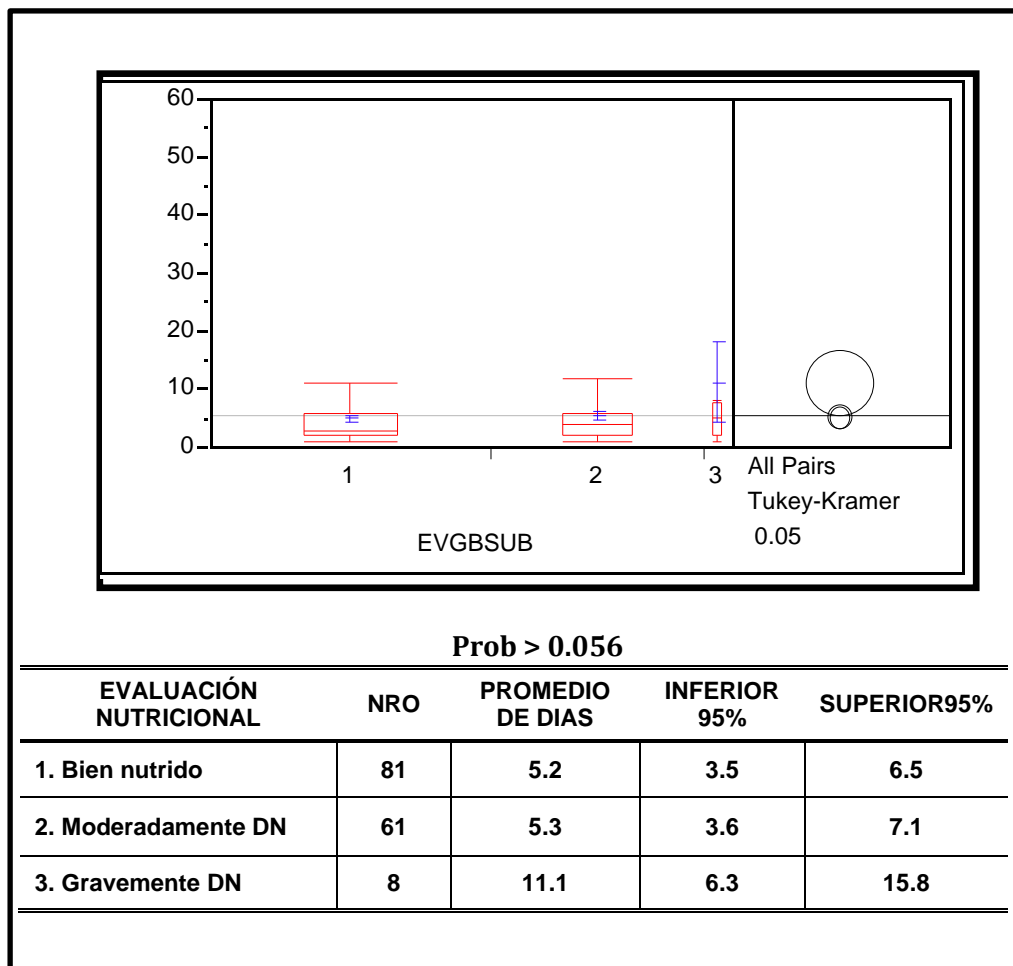 60
50
40
30
20
10
0
1 2 3
EVGBSUB
All Pairs
Tukey-Kramer
0.05
Prob > 0.056
EVALUACIÓN NUTRICIONAL NRO PROMEDIO DE DIAS INFERIOR 95% SUPERIOR95%
1. Bien nutrido 81 5.2 3.5 6.5
2. Moderadamente DN 61 5.3 3.6 7.1
3. Gravemente DN 8 11.1 6.3 15.8